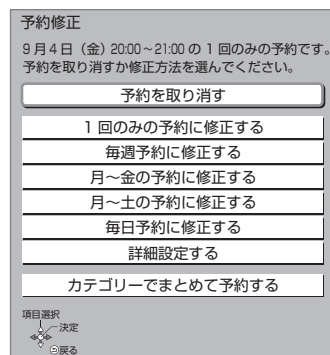 予約修正
9月4日（金）20:00～21:00 の 1 回のみの予約です。
予約を取り消すか修正方法を選んでください。
予約を取り消す
1 回のみの予約に修正する
毎週予約に修正する
月～金の予約に修正する
月～土の予約に修正する
毎日予約に修正する
詳細設定する
カテゴリーでまとめて予約する
項目選択
決定
戻る